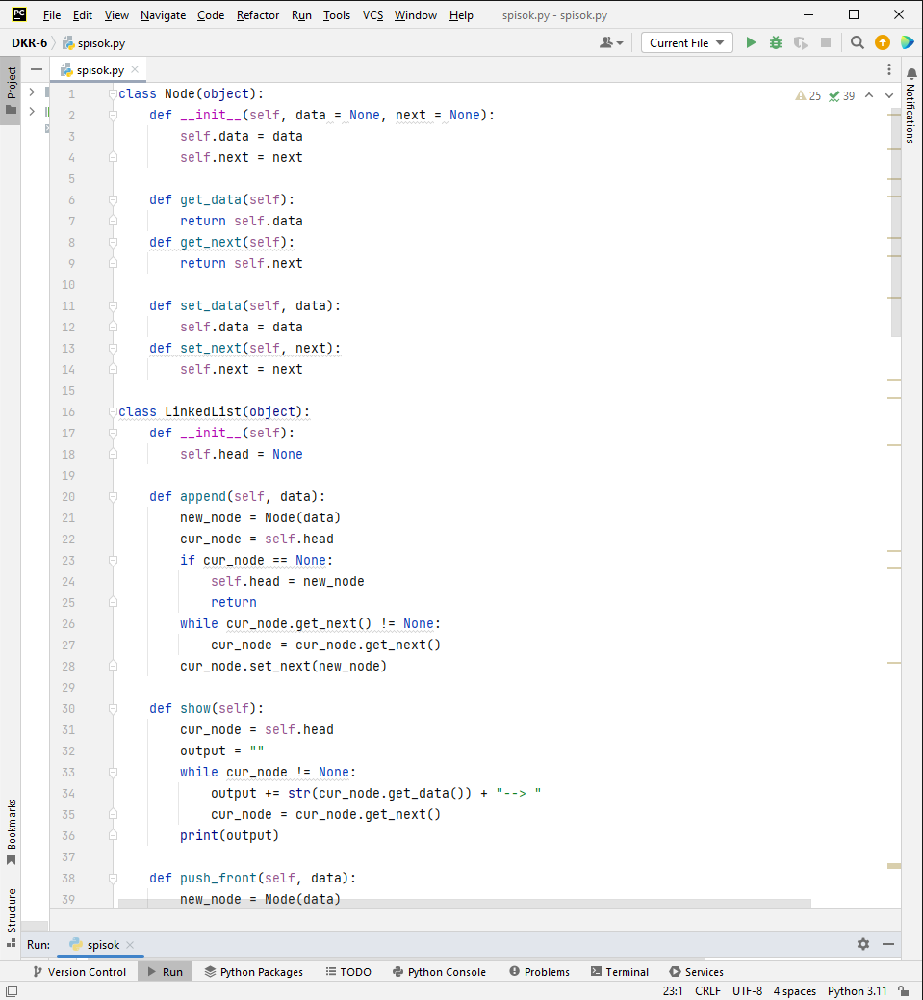 PC File Edit View Navigate Code Refactor Run Tools VCS Window Help spisok.py - spisok.py
DKR-6 spisok.py Current File
Project
spisok.py
Notifications
25 39
1 class Node(object):
2 def __init__(self, data = None, next = None):
3 self.data = data
4 self.next = next
5
6 def get_data(self):
7 return self.data
8 def get_next(self):
9 return self.next
10
11 def set_data(self, data):
12 self.data = data
13 def set_next(self, next):
14 self.next = next
15
16 class LinkedList(object):
17 def __init__(self):
18 self.head = None
19
20 def append(self, data):
21 new_node = Node(data)
22 cur_node = self.head
23 if cur_node == None:
24 self.head = new_node
25 return
26 while cur_node.get_next() != None:
27 cur_node = cur_node.get_next()
28 cur_node.set_next(new_node)
29
30 def show(self):
31 cur_node = self.head
32 output = ""
33 while cur_node != None:
34 output += str(cur_node.get_data()) + "--> "
35 cur_node = cur_node.get_next()
36 print(output)
37
38 def push_front(self, data):
39 new_node = Node(data)
Bookmarks
Structure
Run: spisok
Version Control Run Python Packages TODO Python Console Problems Terminal Services
23:1 CRLF UTF-8 4 spaces Python 3.11